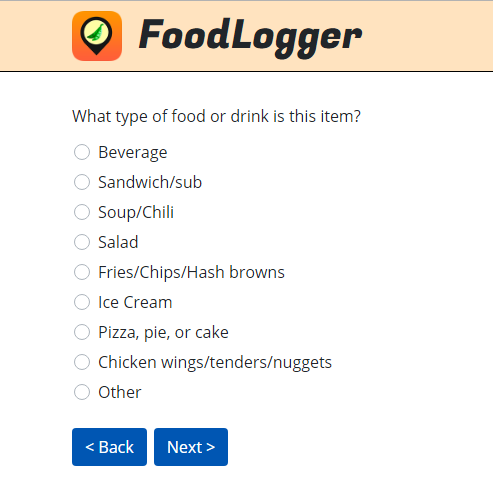 FoodLogger
What type of food or drink is this item?
Beverage
Sandwich/sub
Soup/Chili
Salad
Fries/Chips/Hash browns
Ice Cream
Pizza, pie, or cake
Chicken wings/tenders/nuggets
Other
< Back Next >